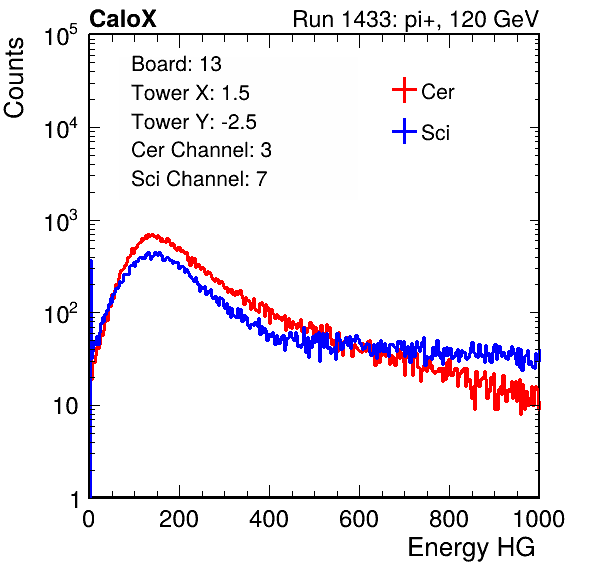 CaloX Run 1433: pi+, 120 GeV
Counts
Board: 13
Tower X: 1.5
Tower Y: -2.5
Cer Channel: 3
Sci Channel: 7
Cer
Sci
10^5
10^4
10^3
10^2
10
1
0 200 400 600 800 1000
Energy HG